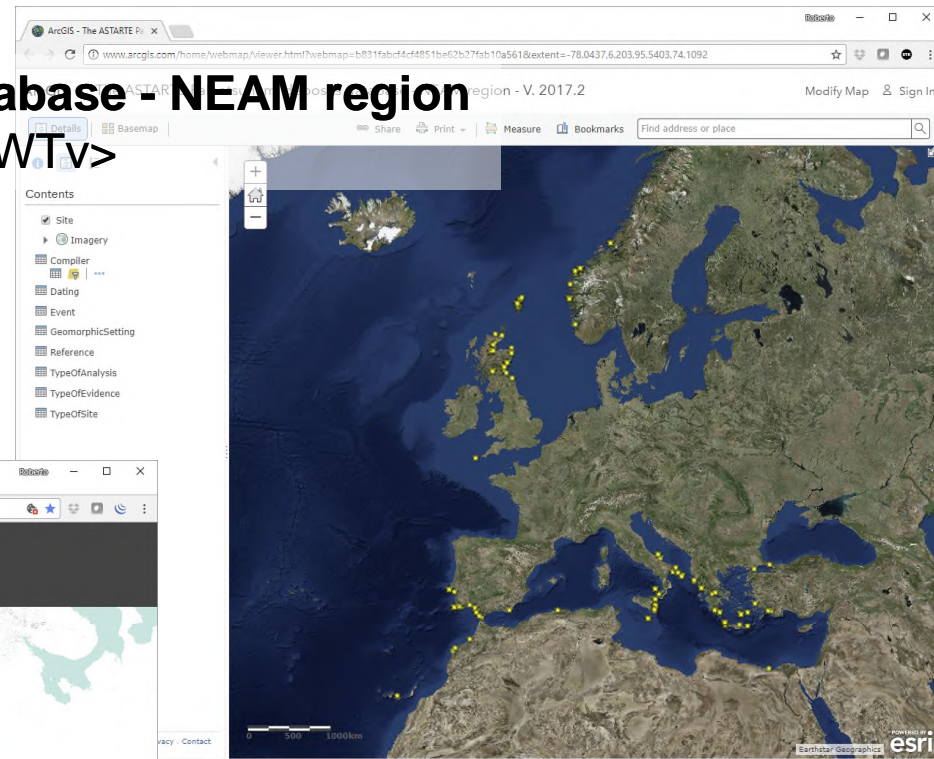 Roberto
ArcGIS - The ASTARTE Pa
www.arcgis.com/home/webmap/viewer.html?webmap=b831fabcf4cf4851be62b27fab10a561&extent=-78.0437,6.203,95.5403,74.1092
abase - NEAM region
region - V. 2017.2
Modify Map
Sign In
WTv>
Details
Basemap
Share
Print
Measure
Bookmarks
Find address or place
Contents
Site
Imagery
Compiler
Dating
Event
GeomorphicSetting
Reference
TypeOfAnalysis
TypeOfEvidence
TypeOfSite
Roberto
vacy . Contact
0 500 1000km
Earthstar Geographics
POWERED BY
esri